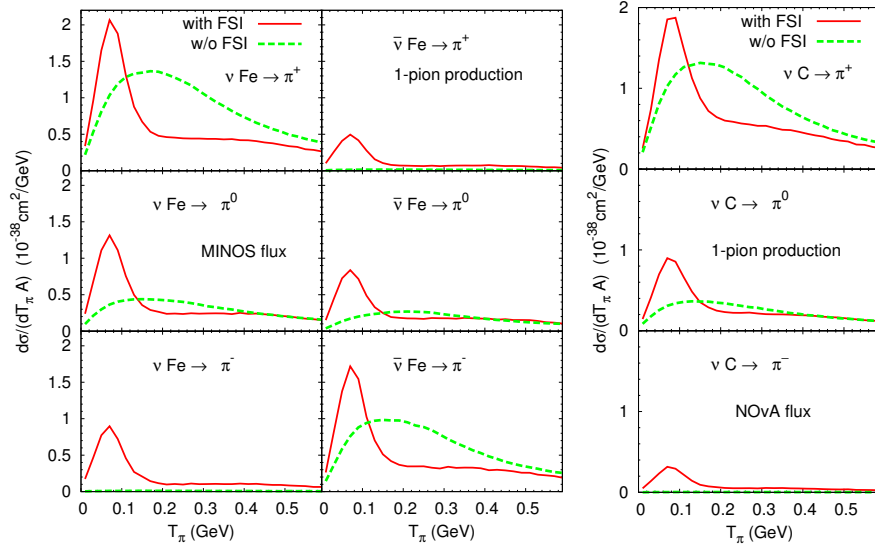 with FSI
w/o FSI
ν Fe → π⁺
ν̄ Fe → π⁺
1-pion production
with FSI
w/o FSI
ν C → π⁺
dσ/(dT_π A) (10⁻³⁸cm²/GeV)
2
1.5
1
0.5
0
2
1
0
ν Fe → π⁰
MINOS flux
ν̄ Fe → π⁰
ν C → π⁰
1-pion production
dσ/(dT_π A) (10⁻³⁸cm²/GeV)
2
1.5
1
0.5
0
1
0
ν Fe → π⁻
ν̄ Fe → π⁻
ν C → π⁻
NOvA flux
2
1.5
1
0.5
0
1
0
0 0.1 0.2 0.3 0.4 0.5 0 0.1 0.2 0.3 0.4 0.5
0 0.1 0.2 0.3 0.4 0.5
T_π (GeV)
T_π (GeV)
T_π (GeV)